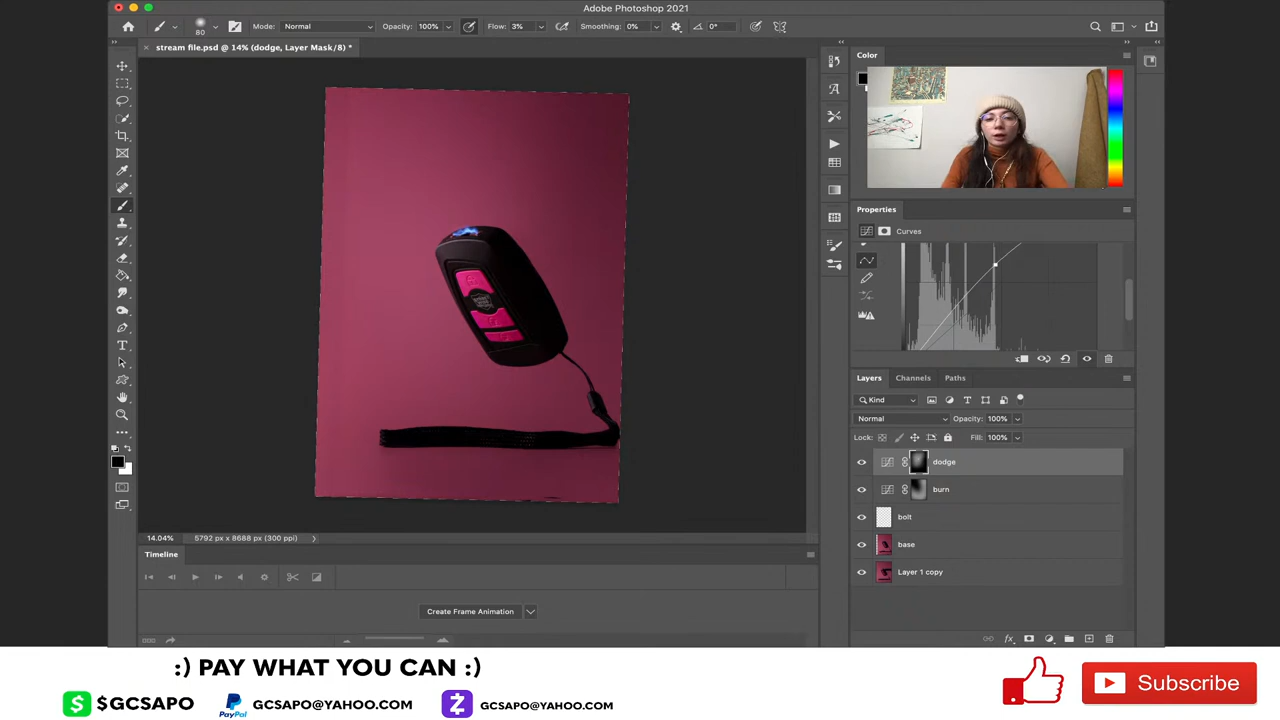 Adobe Photoshop 2021
80
Mode: Normal Opacity: 100% Flow: 3% Smoothing: 0% 0°
stream file.psd @ 14% (dodge, Layer Mask/8) *
Color
Properties
Curves
Layers Channels Paths
Kind
Normal Opacity: 100%
Lock: Fill: 100%
dodge
burn
bolt
base
Layer 1 copy
14.04% 5792 px x 8688 px (300 ppi)
Timeline
Create Frame Animation
:) PAY WHAT YOU CAN :)
$GCSAPO
PayPal
GCSAPO@YAHOO.COM
GCSAPO@YAHOO.COM
Subscribe